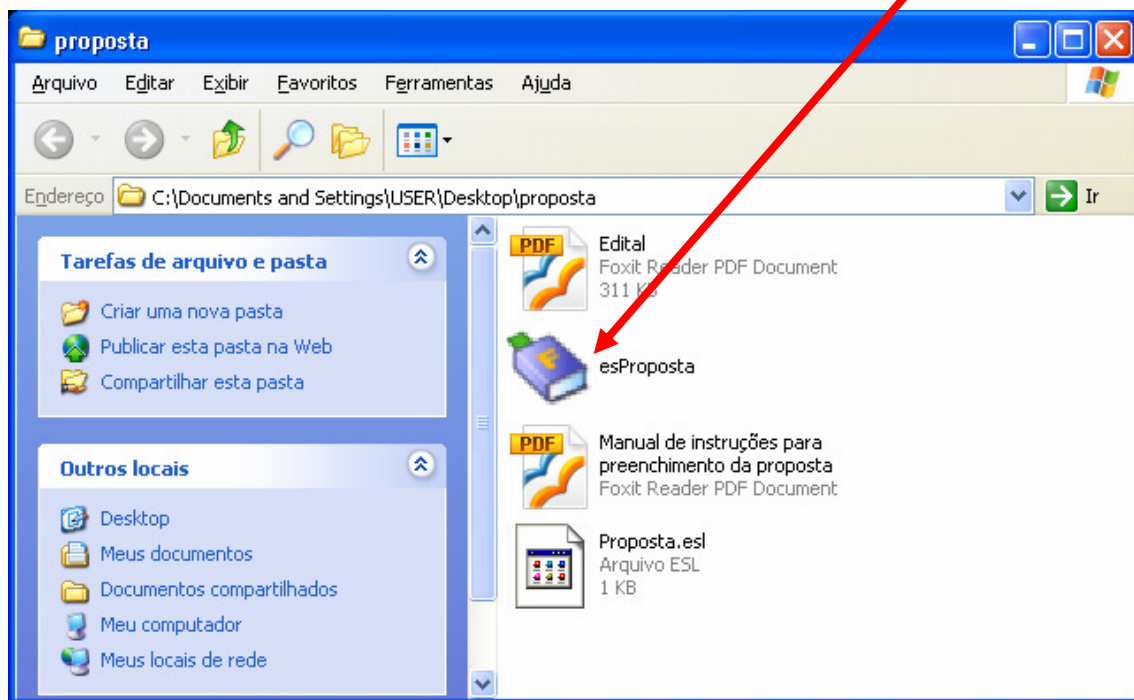 proposta
Arquivo Editar Exibir Favoritos Ferramentas Ajuda
Endereço C:\Documents and Settings\USER\Desktop\proposta Ir
Tarefas de arquivo e pasta
Criar uma nova pasta
Publicar esta pasta na Web
Compartilhar esta pasta
Outros locais
Desktop
Meus documentos
Documentos compartilhados
Meu computador
Meus locais de rede
PDF
Edital
Foxit Reader PDF Document
311 KB
esProposta
PDF
Manual de instruções para
preenchimento da proposta
Foxit Reader PDF Document
Proposta.esl
Arquivo ESL
1 KB